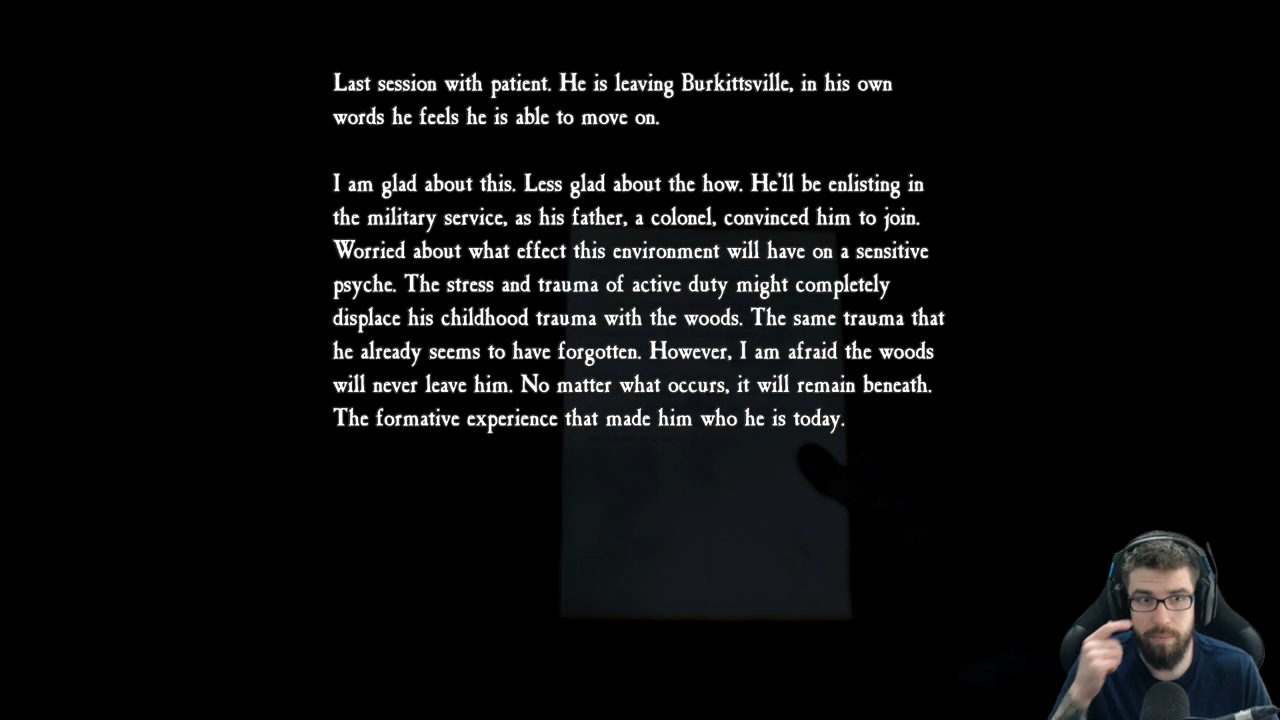 Last session with patient. He is leaving Burkittsville, in his own
words he feels he is able to move on.
I am glad about this. Less glad about the how. He'll be enlisting in
the military service, as his father, a colonel, convinced him to join.
Worried about what effect this environment will have on a sensitive
psyche. The stress and trauma of active duty might completely
displace his childhood trauma with the woods. The same trauma that
he already seems to have forgotten. However, I am afraid the woods
will never leave him. No matter what occurs, it will remain beneath.
The formative experience that made him who he is today.